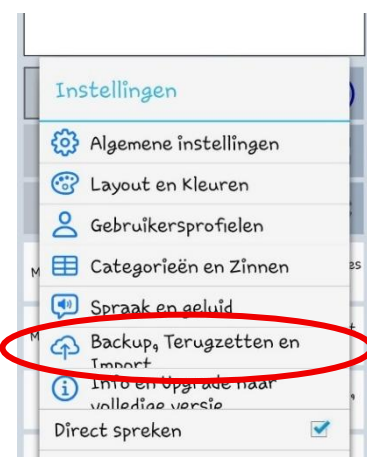 Instellingen
Algemene instellingen
Layout en Kleuren
Gebruikersprofielen
Categorieën en Zinnen
Spraak en geluid
Backup, Terugzetten en
Import
Info en Upgrade naar
volledige versie
Direct spreken